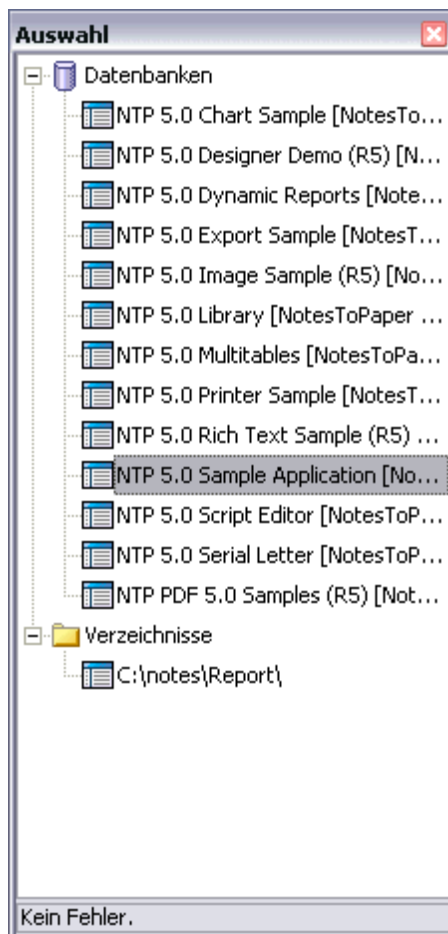 Auswahl
Datenbanken
NTP 5.0 Chart Sample [NotesTo...
NTP 5.0 Designer Demo (R5) [N...
NTP 5.0 Dynamic Reports [Note...
NTP 5.0 Export Sample [NotesT...
NTP 5.0 Image Sample (R5) [No...
NTP 5.0 Library [NotesToPaper ...
NTP 5.0 Multitables [NotesToPa...
NTP 5.0 Printer Sample [NotesT...
NTP 5.0 Rich Text Sample (R5) ...
NTP 5.0 Sample Application [No...
NTP 5.0 Script Editor [NotesToP...
NTP 5.0 Serial Letter [NotesToP...
NTP PDF 5.0 Samples (R5) [Not...
Verzeichnisse
C:\notes\Report\
Kein Fehler.